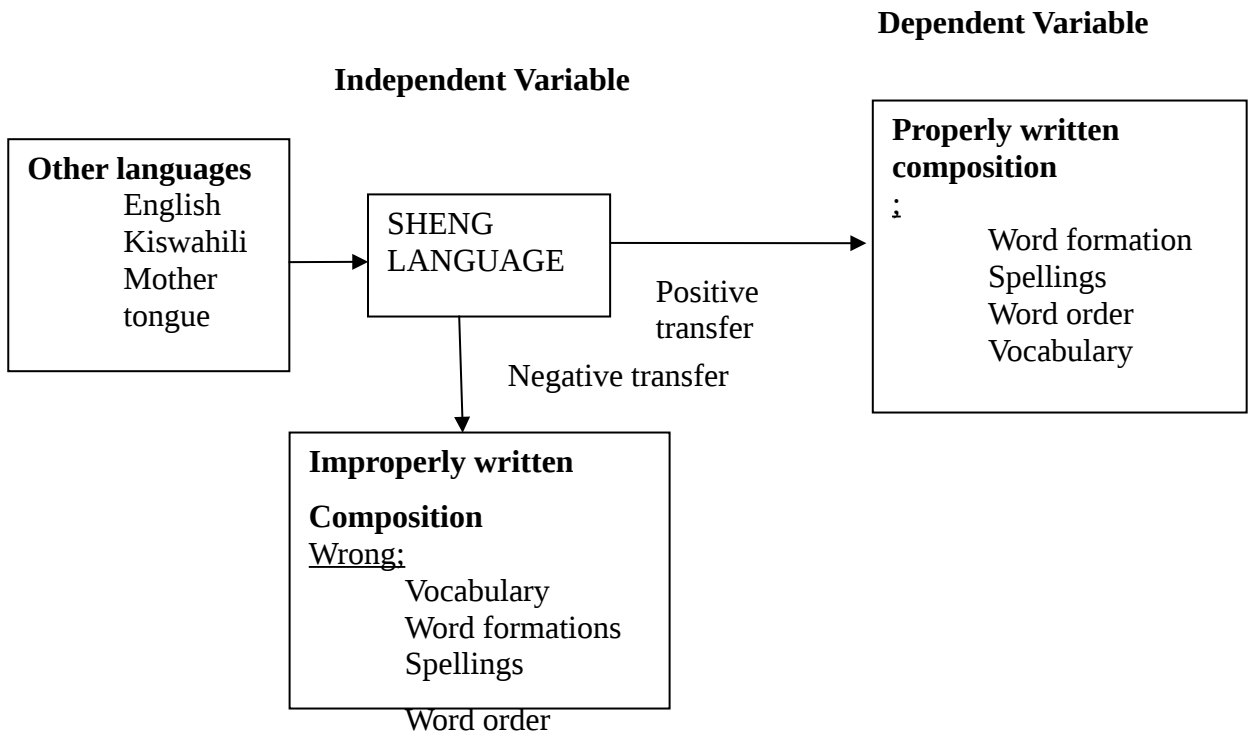 Dependent Variable
Independent Variable
Other languages
English
Kiswahili
Mother
tongue
SHENG
LANGUAGE
Positive
transfer
Negative transfer
Properly written
composition
;
Word formation
Spellings
Word order
Vocabulary
Improperly written
Composition
Wrong;
Vocabulary
Word formations
Spellings
Word order